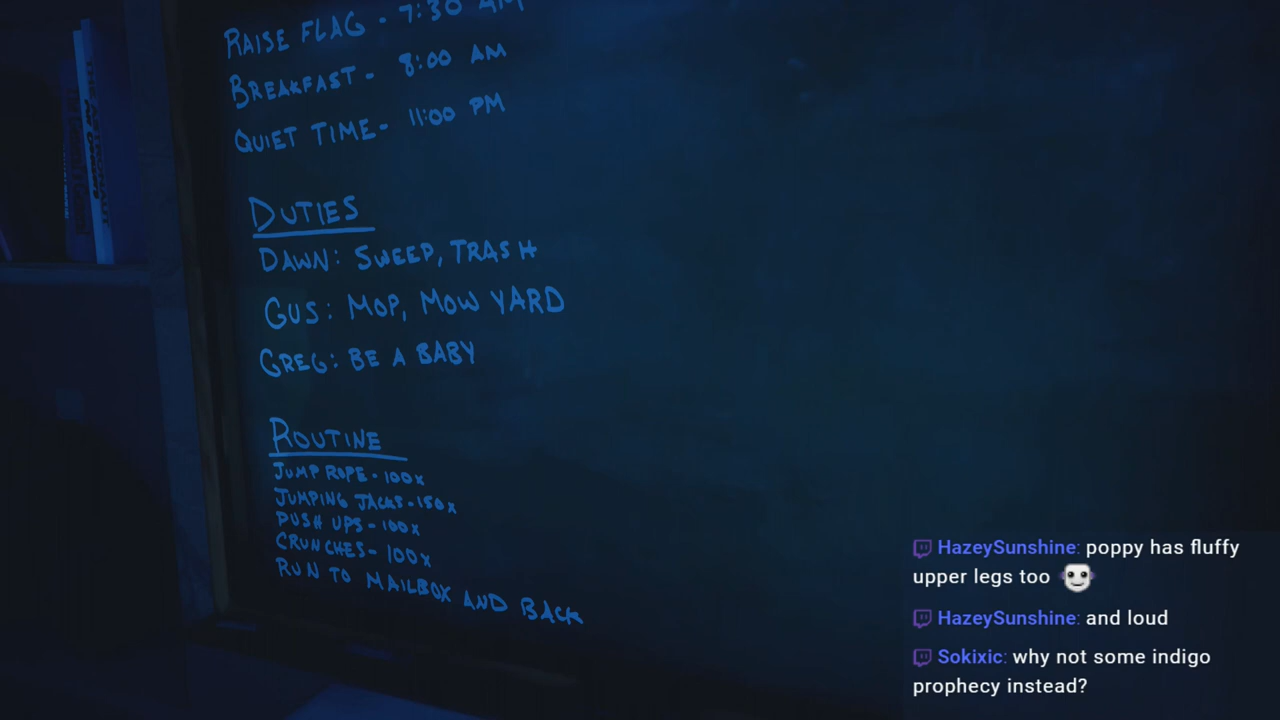 RAISE FLAG - 7:30 AM
BREAKFAST - 8:00 AM
QUIET TIME - 11:00 PM
DUTIES
DAWN: SWEEP, TRASH
GUS: MOP, MOW YARD
GREG: BE A BABY
ROUTINE
JUMP ROPE - 100x
JUMPING JACKS - 150x
PUSH UPS - 100x
CRUNCHES - 100x
RUN TO MAILBOX AND BACK
HazeySunshine: poppy has fluffy
upper legs too
HazeySunshine: and loud
Sokixic: why not some indigo
prophecy instead?